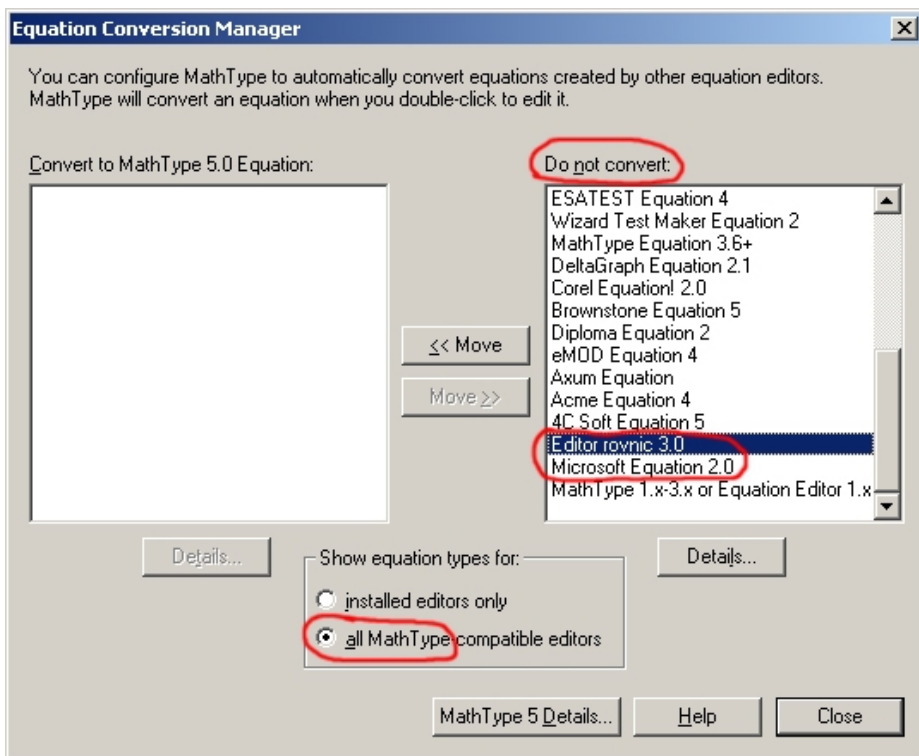 Equation Conversion Manager
You can configure MathType to automatically convert equations created by other equation editors.
MathType will convert an equation when you double-click to edit it.
Convert to MathType 5.0 Equation:
Do not convert:
ESATEST Equation 4
Wizard Test Maker Equation 2
MathType Equation 3.6+
DeltaGraph Equation 2.1
Corel Equation! 2.0
Brownstone Equation 5
Diploma Equation 2
eMOD Equation 4
Axum Equation
Acme Equation 4
4C Soft Equation 5
Editor rovnic 3.0
Microsoft Equation 2.0
MathType 1.x-3.x or Equation Editor 1.x
<< Move
Move >>
Details...
Show equation types for:
installed editors only
all MathType-compatible editors
Details...
MathType 5 Details...
Help
Close